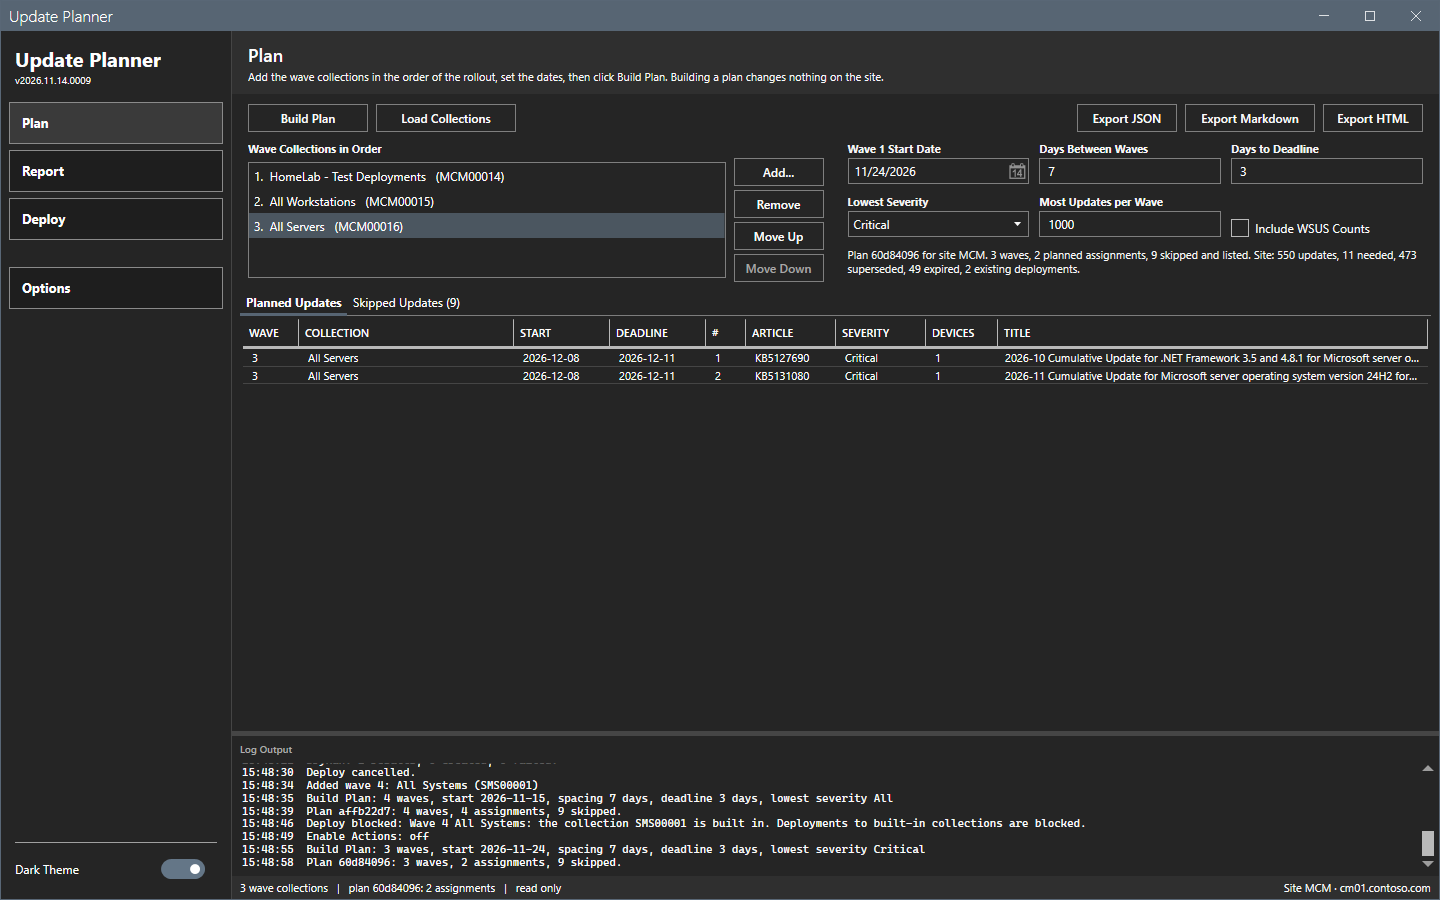 Update Planner
Update Planner
v2026.11.14.0009
Plan
Report
Deploy
Options
Dark Theme
Plan
Add the wave collections in the order of the rollout, set the dates, then click Build Plan. Building a plan changes nothing on the site.
Build Plan
Load Collections
Export JSON
Export Markdown
Export HTML
Wave Collections in Order
1. HomeLab - Test Deployments (MCM00014)
2. All Workstations (MCM00015)
3. All Servers (MCM00016)
Add...
Remove
Move Up
Move Down
Wave 1 Start Date
Days Between Waves
Days to Deadline
11/24/2026
14
7
3
Lowest Severity
Most Updates per Wave
Critical
1000
Include WSUS Counts
Plan 60d84096 for site MCM. 3 waves, 2 planned assignments, 9 skipped and listed. Site: 550 updates, 11 needed, 473
superseded, 49 expired, 2 existing deployments.
Planned Updates
Skipped Updates (9)
WAVE COLLECTION START DEADLINE # ARTICLE SEVERITY DEVICES TITLE
3 All Servers 2026-12-08 2026-12-11 1 KB5127690 Critical 1 2026-10 Cumulative Update for .NET Framework 3.5 and 4.8.1 for Microsoft server o...
3 All Servers 2026-12-08 2026-12-11 2 KB5131080 Critical 1 2026-11 Cumulative Update for Microsoft server operating system version 24H2 for...
Log Output
15:48:30 Deploy cancelled.
15:48:34 Added wave 4: All Systems (SMS00001)
15:48:35 Build Plan: 4 waves, start 2026-11-15, spacing 7 days, deadline 3 days, lowest severity All
15:48:39 Plan affb22d7: 4 waves, 4 assignments, 9 skipped.
15:48:46 Deploy blocked: Wave 4 All Systems: the collection SMS00001 is built in. Deployments to built-in collections are blocked.
15:48:49 Enable Actions: off
15:48:55 Build Plan: 3 waves, start 2026-11-24, spacing 7 days, deadline 3 days, lowest severity Critical
15:48:58 Plan 60d84096: 3 waves, 2 assignments, 9 skipped.
3 wave collections | plan 60d84096: 2 assignments | read only
Site MCM · cm01.contoso.com